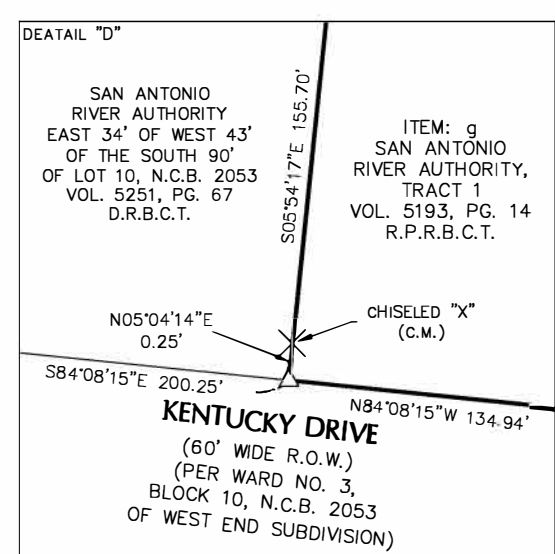 DEATAIL "D"
SAN ANTONIO
RIVER AUTHORITY
EAST 34' OF WEST 43'
OF THE SOUTH 90'
OF LOT 10, N.C.B. 2053
VOL. 5251, PG. 67
D.R.B.C.T.
S05°54'17"E 155.70'
ITEM: g
SAN ANTONIO
RIVER AUTHORITY,
TRACT 1
VOL. 5193, PG. 14
R.P.R.B.C.T.
N05°04'14"E
0.25'
CHISELED "X"
(C.M.)
S84°08'15"E 200.25'
N84°08'15"W 134.94'
KENTUCKY DRIVE
(60' WIDE R.O.W.)
(PER WARD NO. 3,
BLOCK 10, N.C.B. 2053
OF WEST END SUBDIVISION)